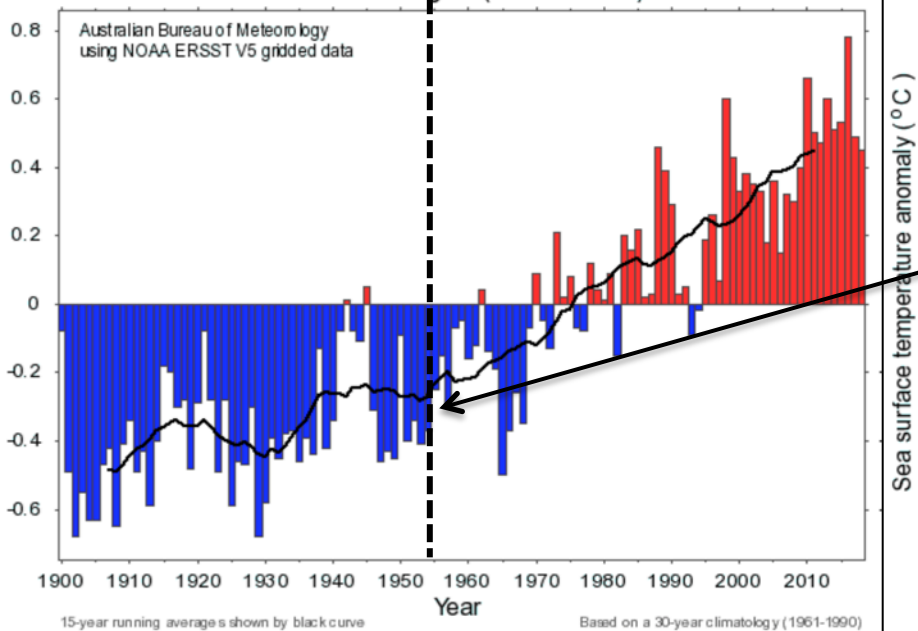 Australian Bureau of Meteorology
using NOAA ERSST V5 gridded data
0.8
0.6
0.4
0.2
0
-0.2
-0.4
-0.6
1900 1910 1920 1930 1940 1950 1960 1970 1980 1990 2000 2010
Year
15-year running averages shown by black curve
Based on a 30-year climatology (1961-1990)
Sea surface temperature anomaly (°C)